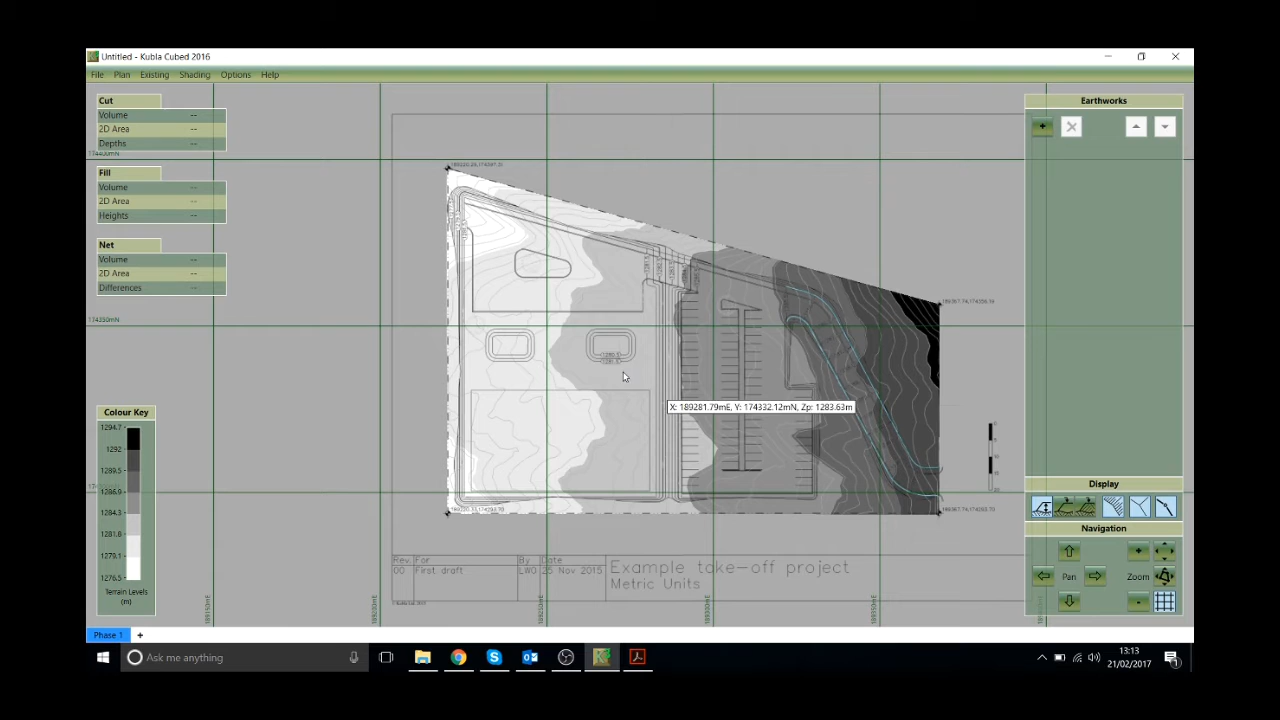 Untitled - Kubla Cubed 2016
File Plan Existing Shading Options Help
Cut
Volume --
2D Area --
Depths --
174400mN
Fill
Volume --
2D Area --
Heights --
Net
Volume --
2D Area --
Differences --
174350mN
Earthworks
X: 189281.79mE, Y: 174332.12mN, Zp: 1283.63m
Colour Key
1294.7
1292
1289.5
1286.9
1284.3
1281.8
1279.1
1276.5
Terrain Levels
(m)
Display
Navigation
Pan
Zoom
Rev. For By Date
00 First draft LWO 25 Nov 2015
Example take-off project
Metric Units
Phase 1 +
Ask me anything
13:13
21/02/2017